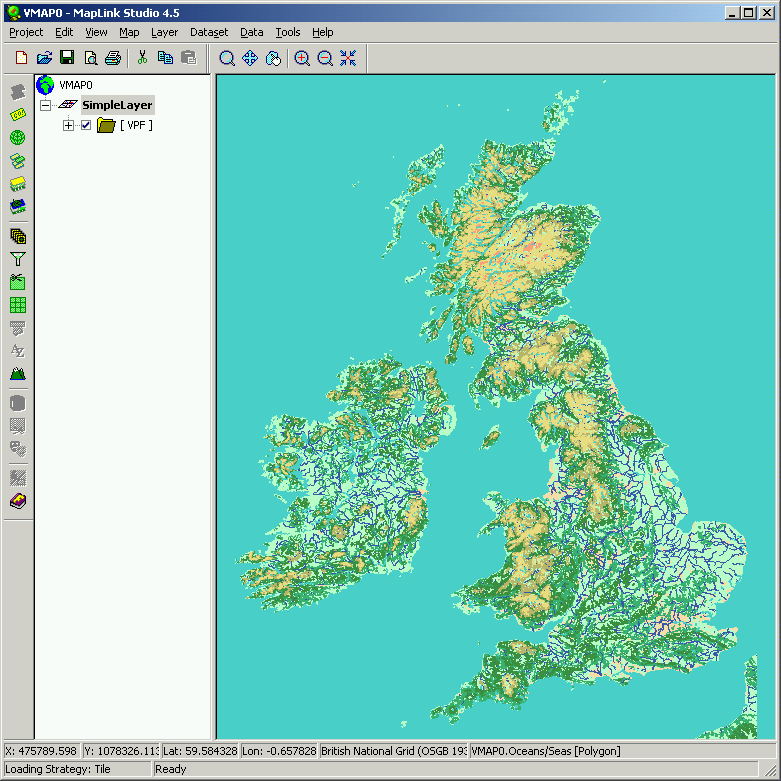 VMAP0 - MapLink Studio 4.5
Project Edit View Map Layer Dataset Data Tools Help
VMAP0
SimpleLayer
[ VPF ]
X: 475789.598 Y: 1078326.113 Lat: 59.584328 Lon: -0.657828 British National Grid (OSGB 193 VMAP0.Oceans/Seas [Polygon]
Loading Strategy: Tile Ready